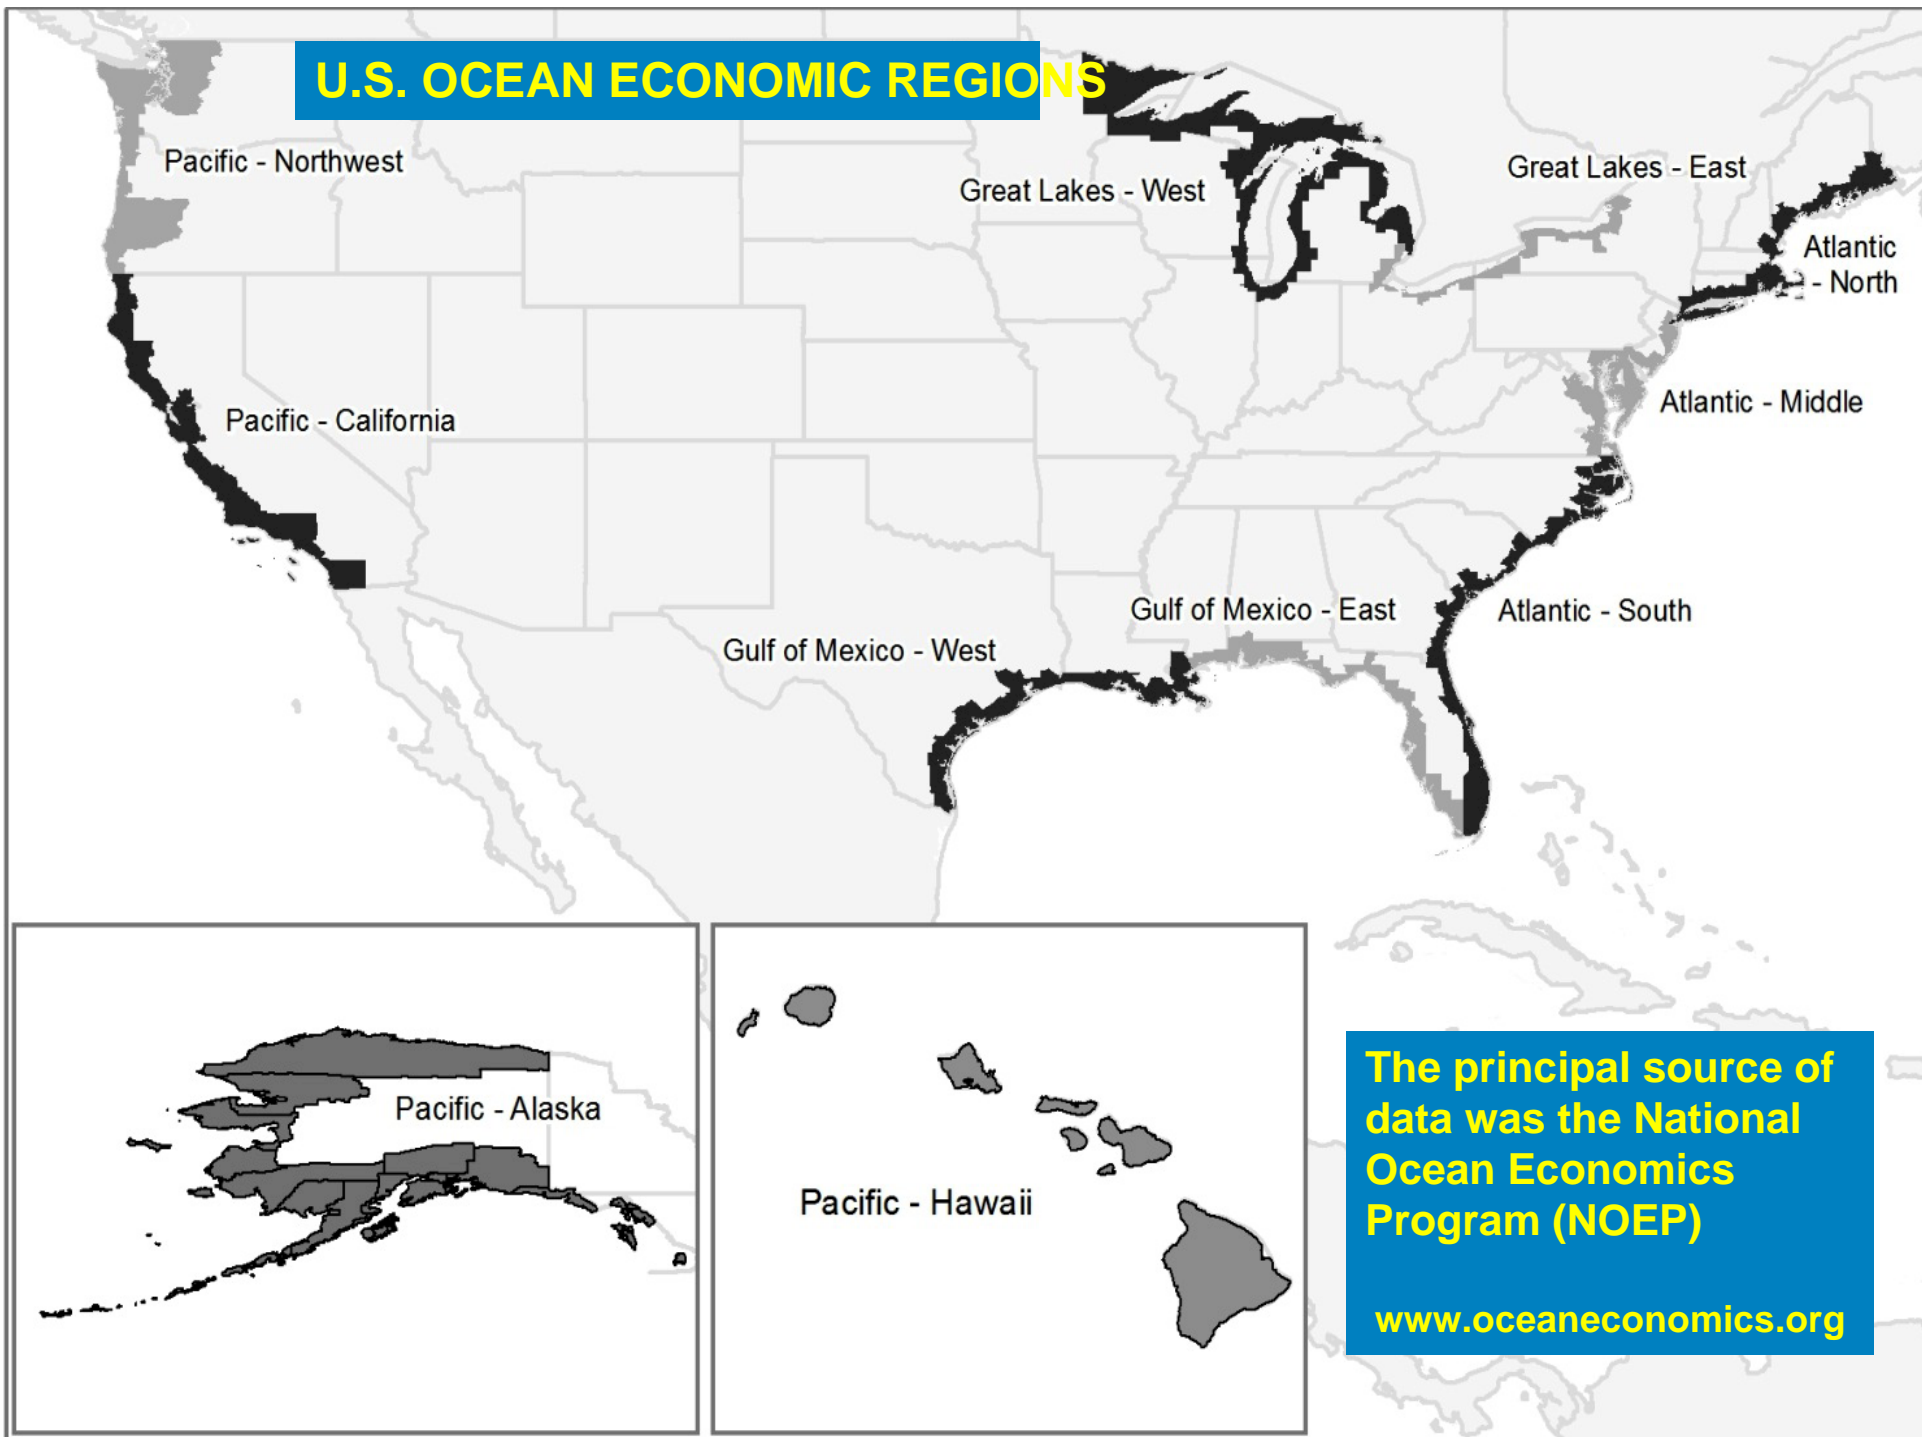 U.S. OCEAN ECONOMIC REGIONS
Pacific - Northwest
Great Lakes - West
Great Lakes - East
Atlantic
- North
Pacific - California
Atlantic - Middle
Gulf of Mexico - East
Atlantic - South
Gulf of Mexico - West
Pacific - Alaska
Pacific - Hawaii
The principal source of
data was the National
Ocean Economics
Program (NOEP)
www.oceaneconomics.org